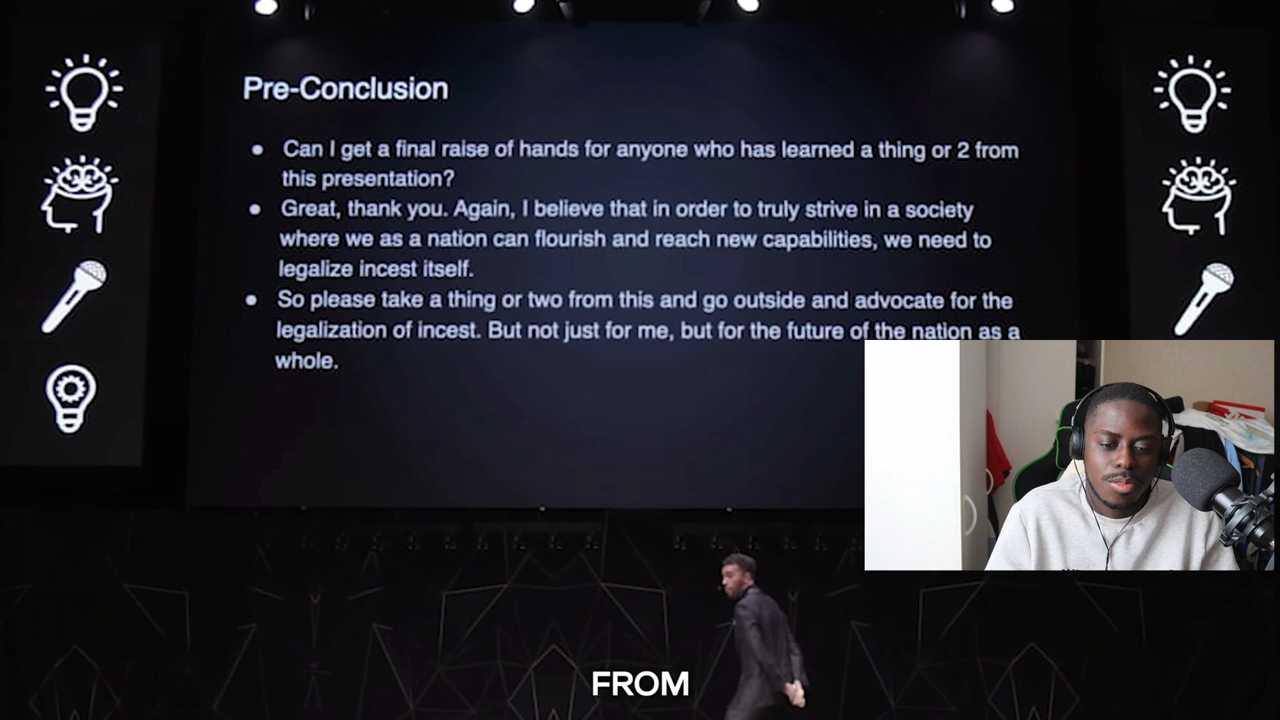 Pre-Conclusion
● Can I get a final raise of hands for anyone who has learned a thing or 2 from
this presentation?
● Great, thank you. Again, I believe that in order to truly strive in a society
where we as a nation can flourish and reach new capabilities, we need to
legalize incest itself.
● So please take a thing or two from this and go outside and advocate for the
legalization of incest. But not just for me, but for the future of the nation as a
whole.
FROM